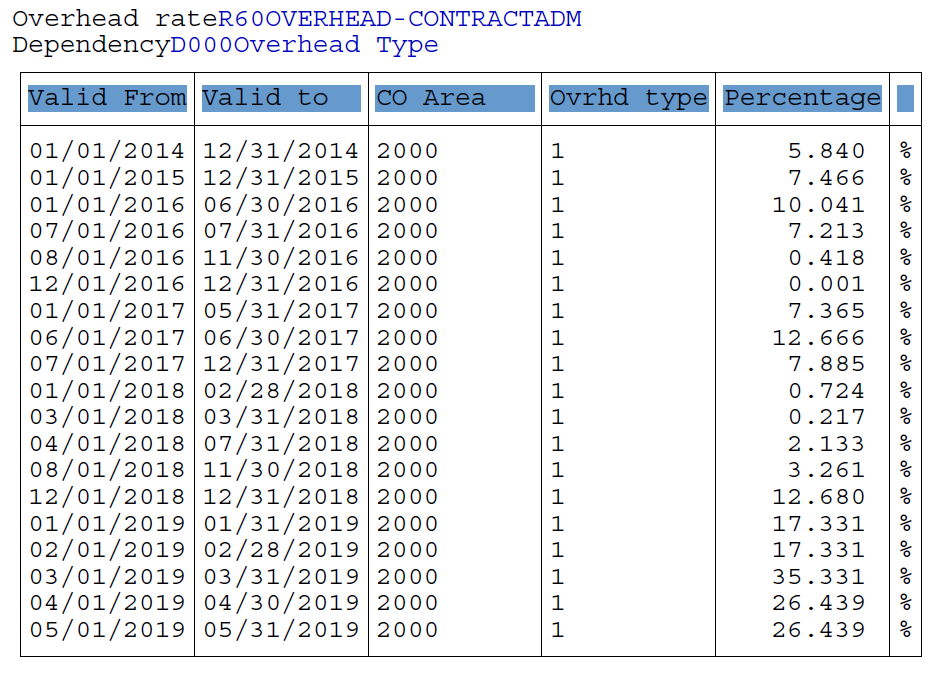 Overhead rateR60OVERHEAD-CONTRACTADM
DependencyD000Overhead Type
Valid From Valid to CO Area Ovrhd type Percentage
01/01/2014 12/31/2014 2000 1 5.840 %
01/01/2015 12/31/2015 2000 1 7.466 %
01/01/2016 06/30/2016 2000 1 10.041 %
07/01/2016 07/31/2016 2000 1 7.213 %
08/01/2016 11/30/2016 2000 1 0.418 %
12/01/2016 12/31/2016 2000 1 0.001 %
01/01/2017 05/31/2017 2000 1 7.365 %
06/01/2017 06/30/2017 2000 1 12.666 %
07/01/2017 12/31/2017 2000 1 7.885 %
01/01/2018 02/28/2018 2000 1 0.724 %
03/01/2018 03/31/2018 2000 1 0.217 %
04/01/2018 07/31/2018 2000 1 2.133 %
08/01/2018 11/30/2018 2000 1 3.261 %
12/01/2018 12/31/2018 2000 1 12.680 %
01/01/2019 01/31/2019 2000 1 17.331 %
02/01/2019 02/28/2019 2000 1 17.331 %
03/01/2019 03/31/2019 2000 1 35.331 %
04/01/2019 04/30/2019 2000 1 26.439 %
05/01/2019 05/31/2019 2000 1 26.439 %